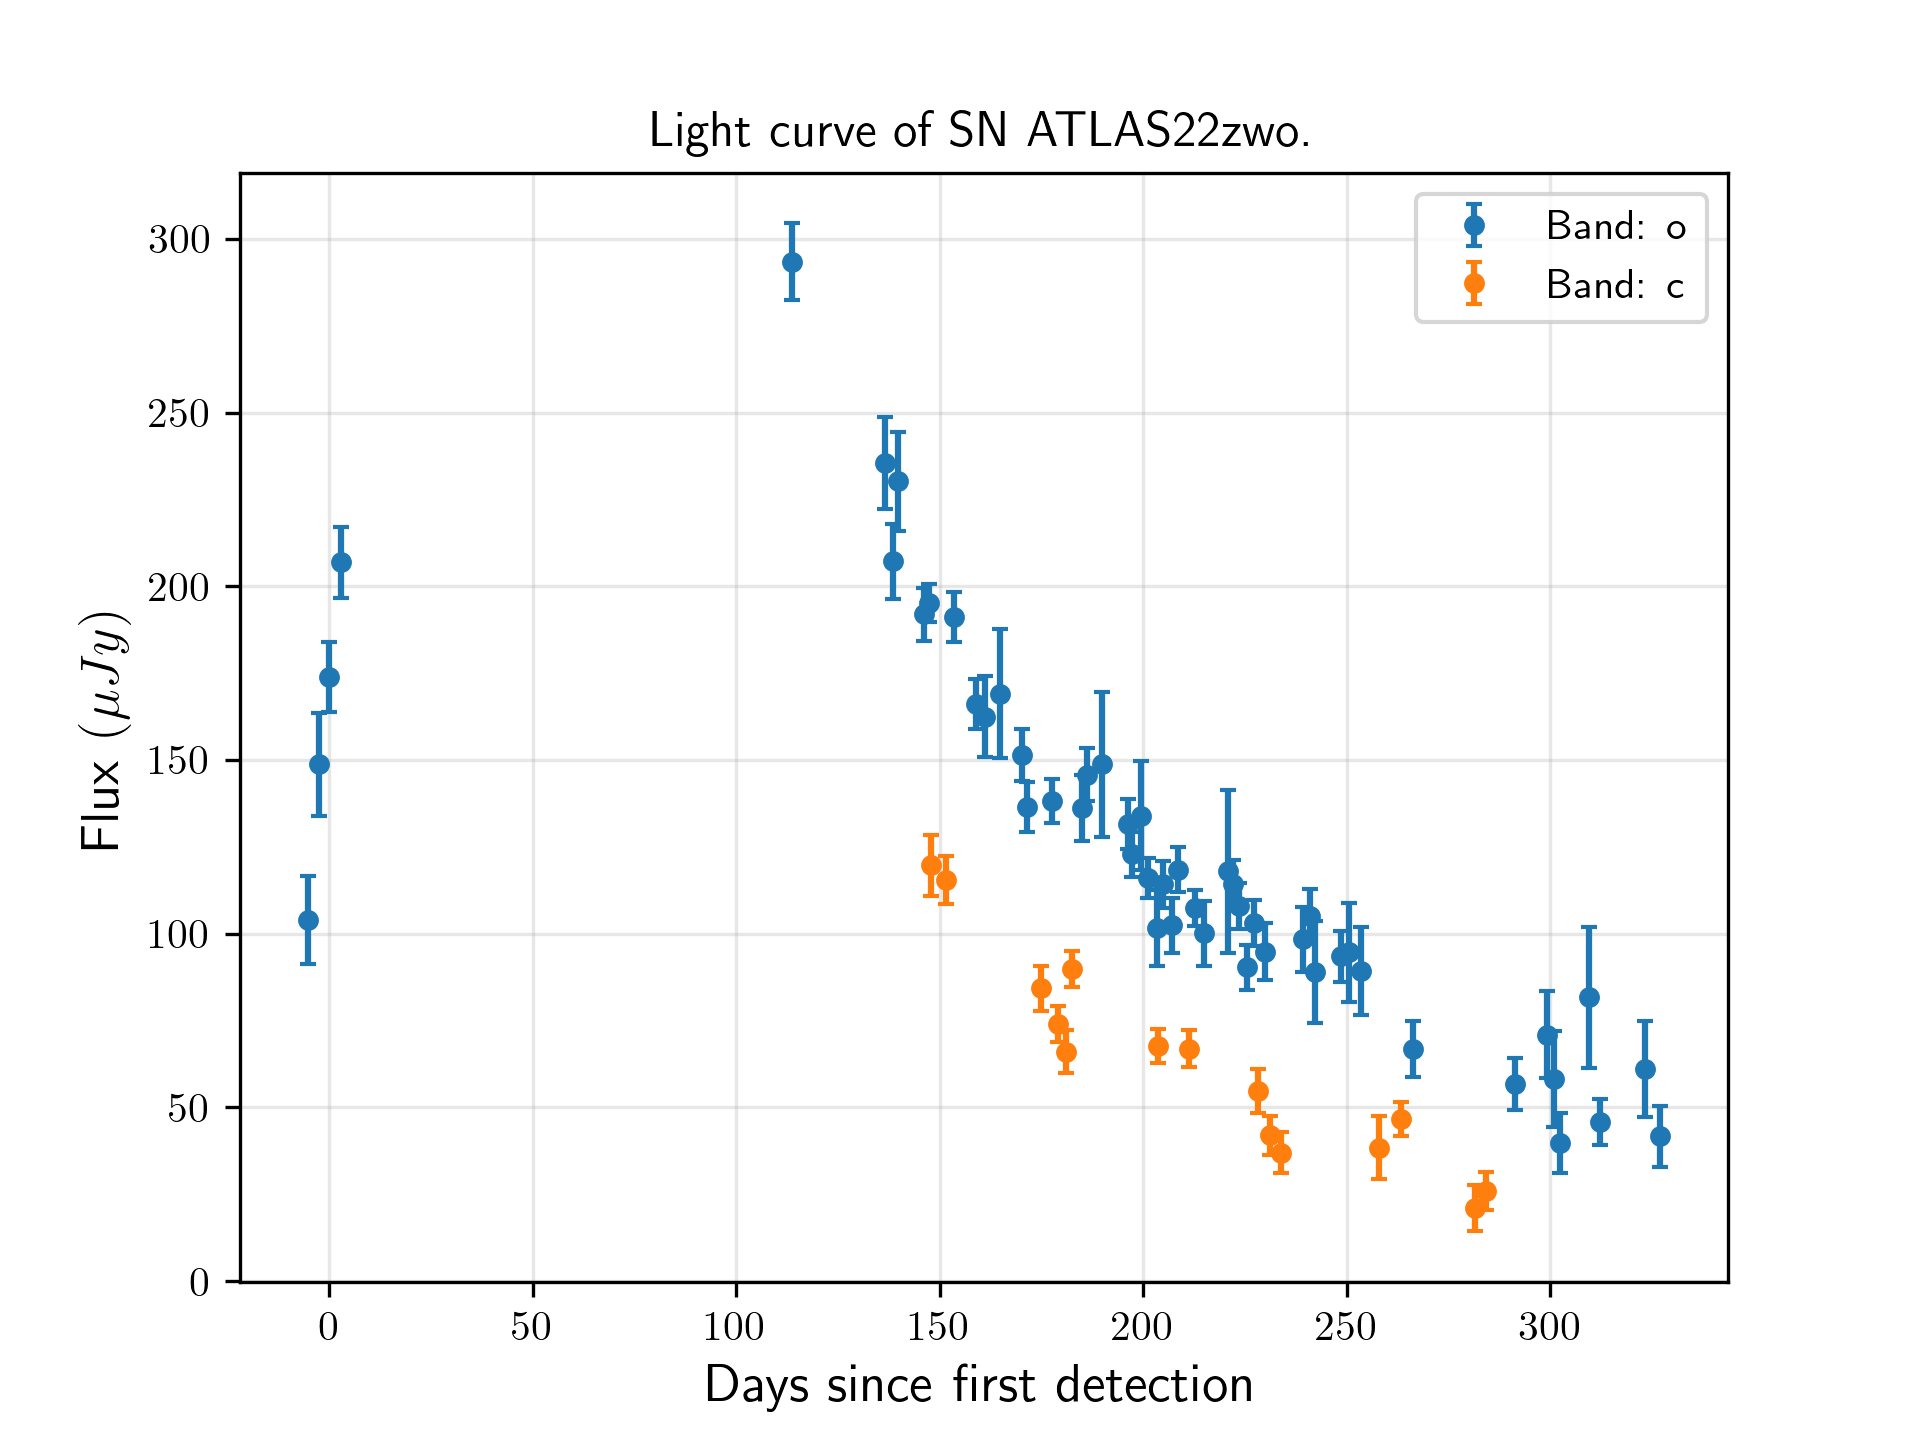 Light curve of SN ATLAS22zwo.
Band: o
Band: c
Flux (μJy)
300
250
200
150
100
50
0
0 50 100 150 200 250 300
Days since first detection